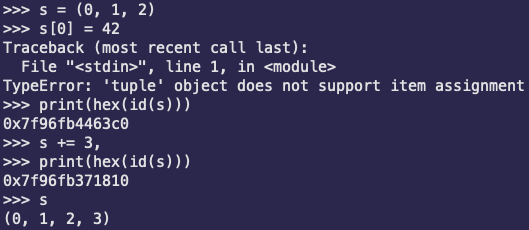 >>> s = (0, 1, 2)
>>> s[0] = 42
Traceback (most recent call last):
  File "<stdin>", line 1, in <module>
TypeError: 'tuple' object does not support item assignment
>>> print(hex(id(s)))
0x7f96fb4463c0
>>> s += 3,
>>> print(hex(id(s)))
0x7f96fb371810
>>> s
(0, 1, 2, 3)